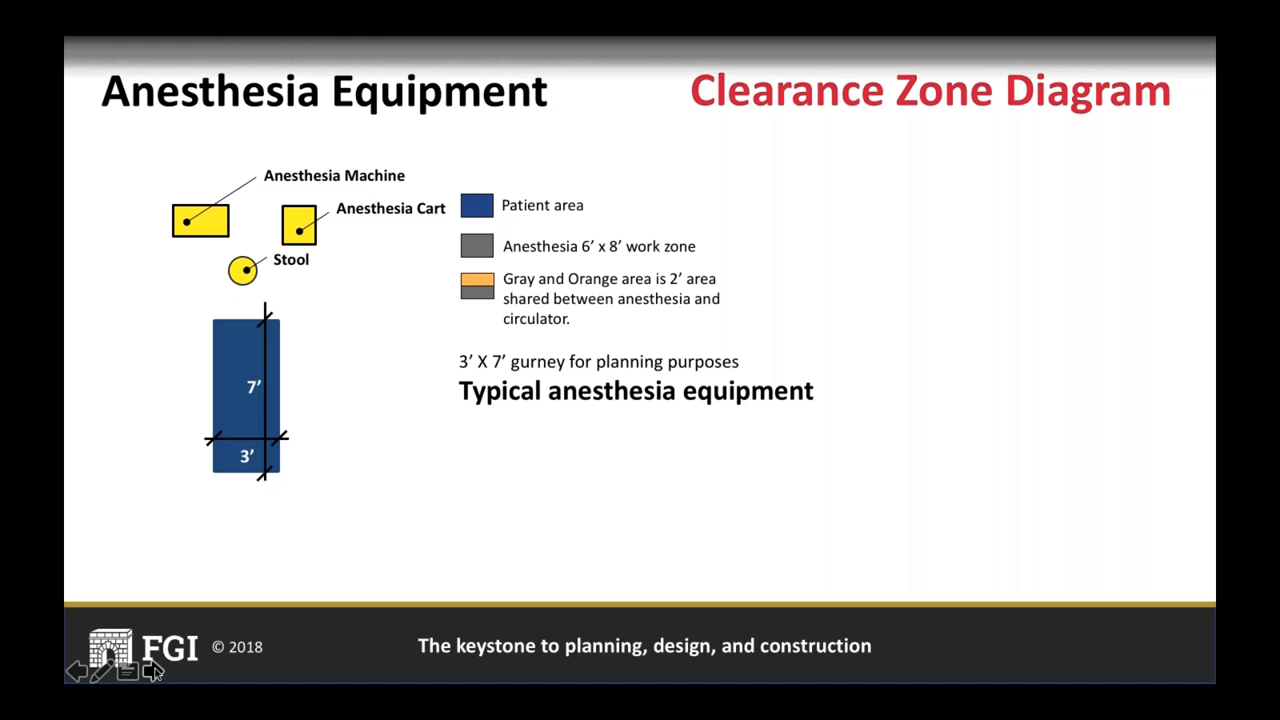 Anesthesia Equipment
Clearance Zone Diagram
Anesthesia Machine
Anesthesia Cart
Stool
7’
3’
Patient area
Anesthesia 6’ x 8’ work zone
Gray and Orange area is 2’ area
shared between anesthesia and
circulator.
3’ X 7’ gurney for planning purposes
Typical anesthesia equipment
FGI © 2018
The keystone to planning, design, and construction